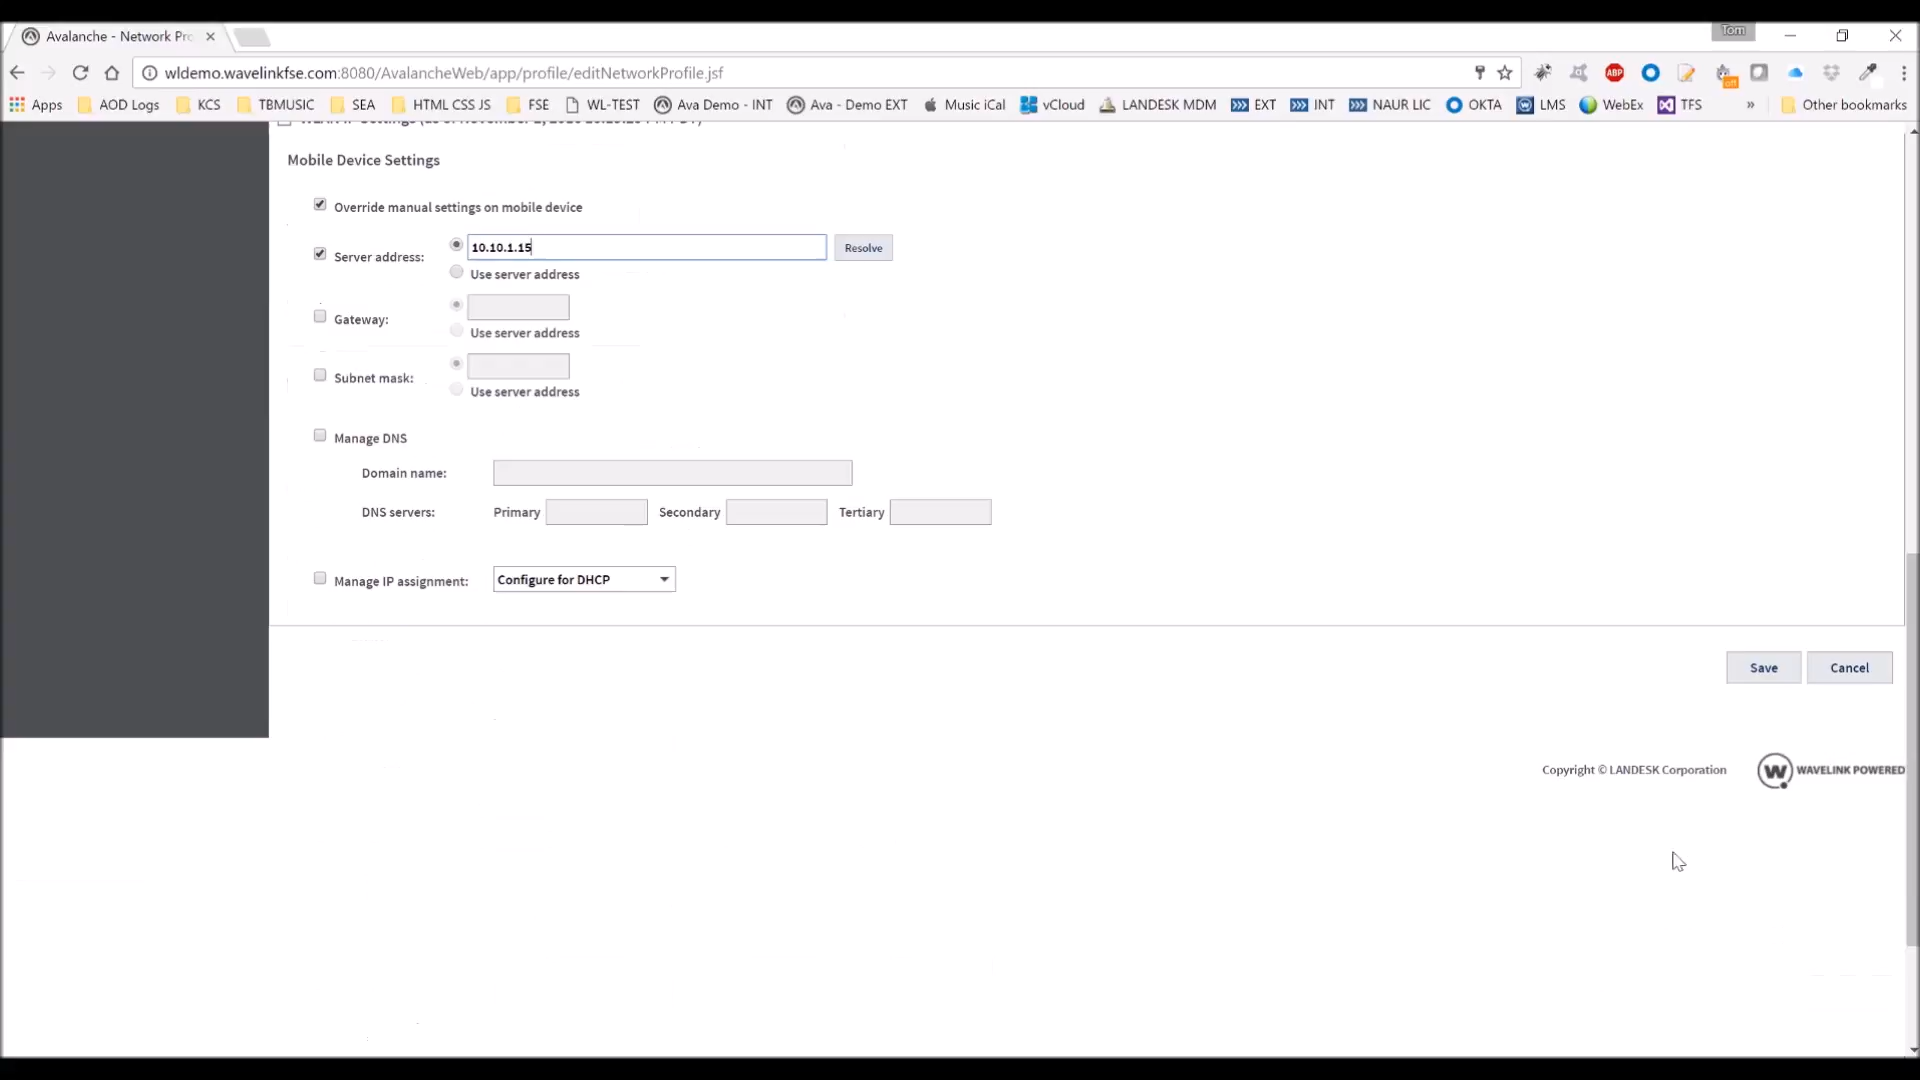 Avalanche - Network Pro
Tom
wldemo.wavelinkfse.com:8080/AvalancheWeb/app/profile/editNetworkProfile.jsf
ABP
off
Apps AOD Logs KCS TBMUSIC SEA HTML CSS JS FSE WL-TEST Ava Demo - INT Ava - Demo EXT Music iCal vCloud LANDESK MDM EXT INT NAUR LIC OKTA LMS WebEx TFS » Other bookmarks
Mobile Device Settings
Override manual settings on mobile device
Server address: 10.10.1.15 Resolve
Use server address
Gateway:
Use server address
Subnet mask:
Use server address
Manage DNS
Domain name:
DNS servers: Primary Secondary Tertiary
Manage IP assignment: Configure for DHCP
Save Cancel
Copyright © LANDESK Corporation W WAVELINK POWERED